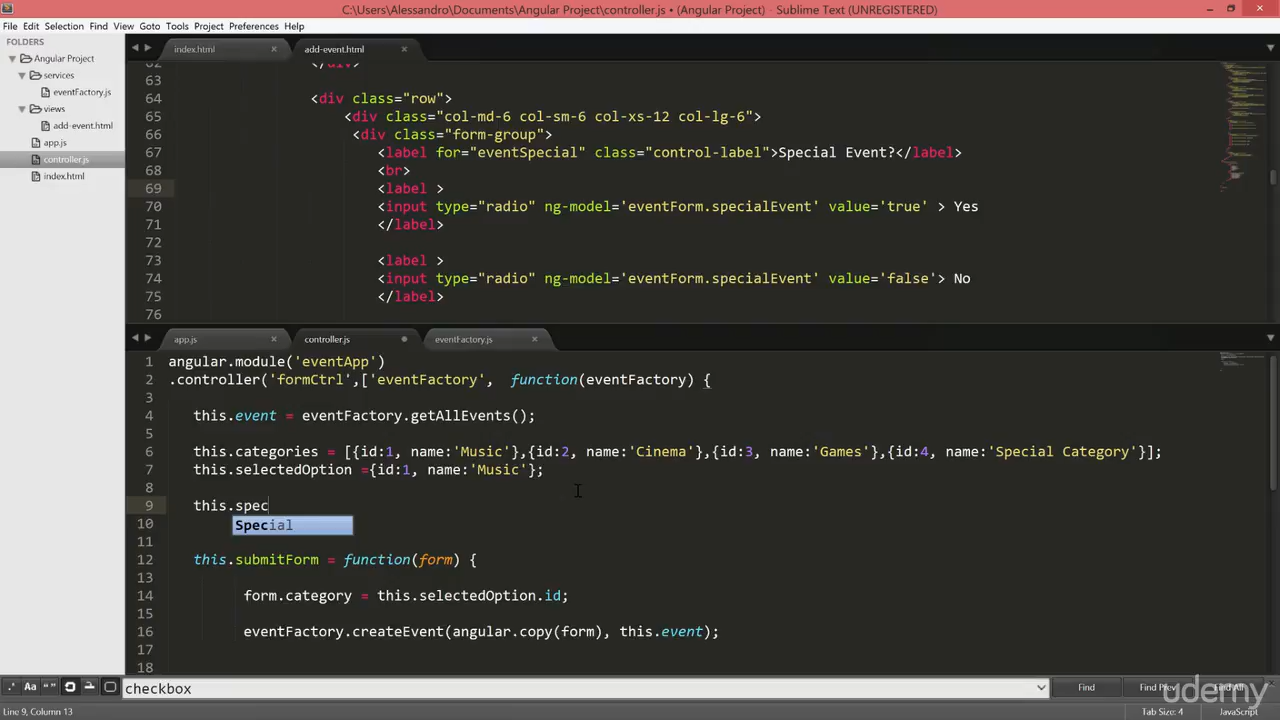 C:\Users\Alessandro\Documents\Angular Project\controller.js • (Angular Project) - Sublime Text (UNREGISTERED)
File Edit Selection Find View Goto Tools Project Preferences Help
FOLDERS
Angular Project
services
eventFactory.js
views
add-event.html
app.js
controller.js
index.html
index.html × add-event.html ×
62 </div>
63
64 <div class="row">
65 <div class="col-md-6 col-sm-6 col-xs-12 col-lg-6">
66 <div class="form-group">
67 <label for="eventSpecial" class="control-label">Special Event?</label>
68 <br>
69 <label >
70 <input type="radio" ng-model='eventForm.specialEvent' value='true' > Yes
71 </label>
72
73 <label >
74 <input type="radio" ng-model='eventForm.specialEvent' value='false'> No
75 </label>
76
app.js × controller.js • eventFactory.js ×
1 angular.module('eventApp')
2 .controller('formCtrl',['eventFactory', function(eventFactory) {
3
4 this.event = eventFactory.getAllEvents();
5
6 this.categories = [{id:1, name:'Music'},{id:2, name:'Cinema'},{id:3, name:'Games'},{id:4, name:'Special Category'}];
7 this.selectedOption ={id:1, name:'Music'};
8
9 this.spec
10 Special
11
12 this.submitForm = function(form) {
13
14 form.category = this.selectedOption.id;
15
16 eventFactory.createEvent(angular.copy(form), this.event);
17
18
.* Aa “” checkbox Find Find Prev Find All
udemy
Line 9, Column 13 Tab Size: 4 JavaScript